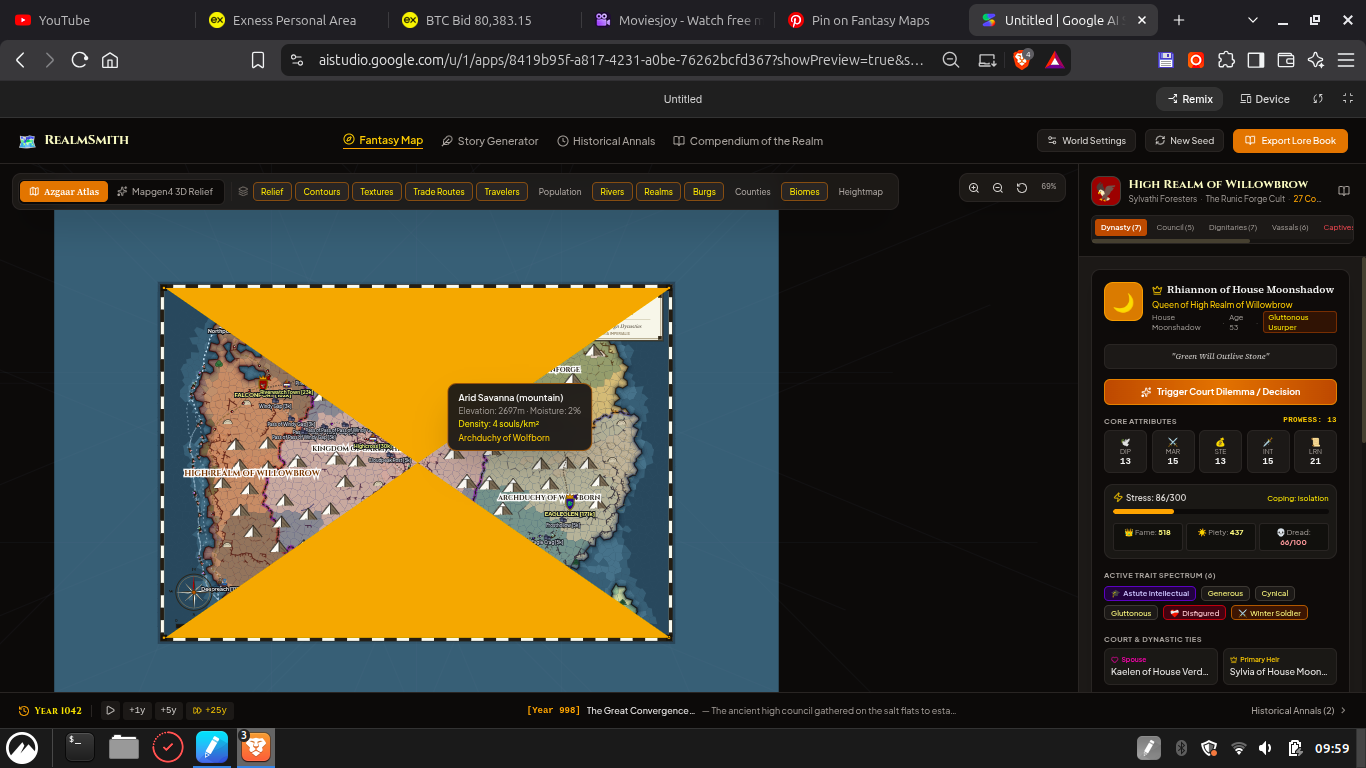 YouTube
Exness Personal Area
BTC Bid 80,383.15
Moviesjoy - Watch free m
Pin on Fantasy Maps
Untitled | Google AI S
aistudio.google.com/u/1/apps/8419b95f-a817-4231-a0be-76262bcfd367?showPreview=true&s...
4
Untitled
Remix
Device
RealmSmith
Fantasy Map
Story Generator
Historical Annals
Compendium of the Realm
World Settings
New Seed
Export Lore Book
Azgaar Atlas
Mapgen4 3D Relief
Relief
Contours
Textures
Trade Routes
Travelers
Population
Rivers
Realms
Burgs
Counties
Biomes
Heightmap
69%
High Realm of Willowbrow
Sylvathi Foresters · The Runic Forge Cult · 27 Co...
Dynasty (7)
Council (5)
Dignitaries (7)
Vassals (6)
Captives
HIGH REALM OF WILLOWBROW
ARCHDUCHY OF W
BORN
EAGLEGLEN [171k]
Arid Savanna (mountain)
Elevation: 2697m · Moisture: 2%
Density: 4 souls/km²
Archduchy of Wolfborn
Rhiannon of House Moonshadow
Queen of High Realm of Willowbrow
House Moonshadow · Age 53 · Gluttonous Usurper
"Green Will Outlive Stone"
Trigger Court Dilemma / Decision
CORE ATTRIBUTES
PROWESS: 13
DIP
13
MAR
15
STE
13
INT
15
LRN
21
Stress: 86/300
Coping: Isolation
Fame: 518
Piety: 437
Dread: 66/100
ACTIVE TRAIT SPECTRUM (6)
Astute Intellectual
Generous
Cynical
Gluttonous
Disfigured
Winter Soldier
COURT & DYNASTIC TIES
Spouse
Kaelen of House Verd...
Primary Heir
Sylvia of House Moon...
Year 1042
+1y
+5y
+25y
[Year 998] The Great Convergence... — The ancient high council gathered on the salt flats to esta...
Historical Annals (2)
3
09:59